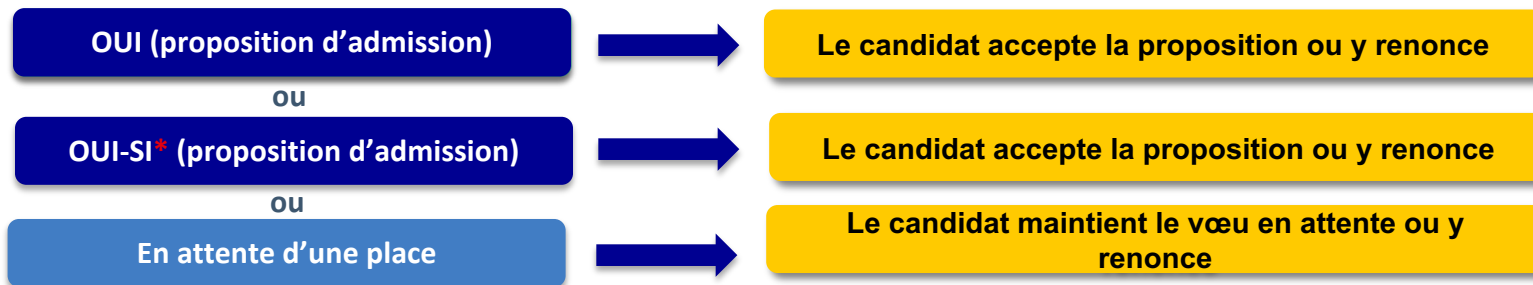 OUI (proposition d’admission)
Le candidat accepte la proposition ou y renonce
ou
OUI-SI* (proposition d’admission)
Le candidat accepte la proposition ou y renonce
ou
En attente d’une place
Le candidat maintient le vœu en attente ou y
renonce